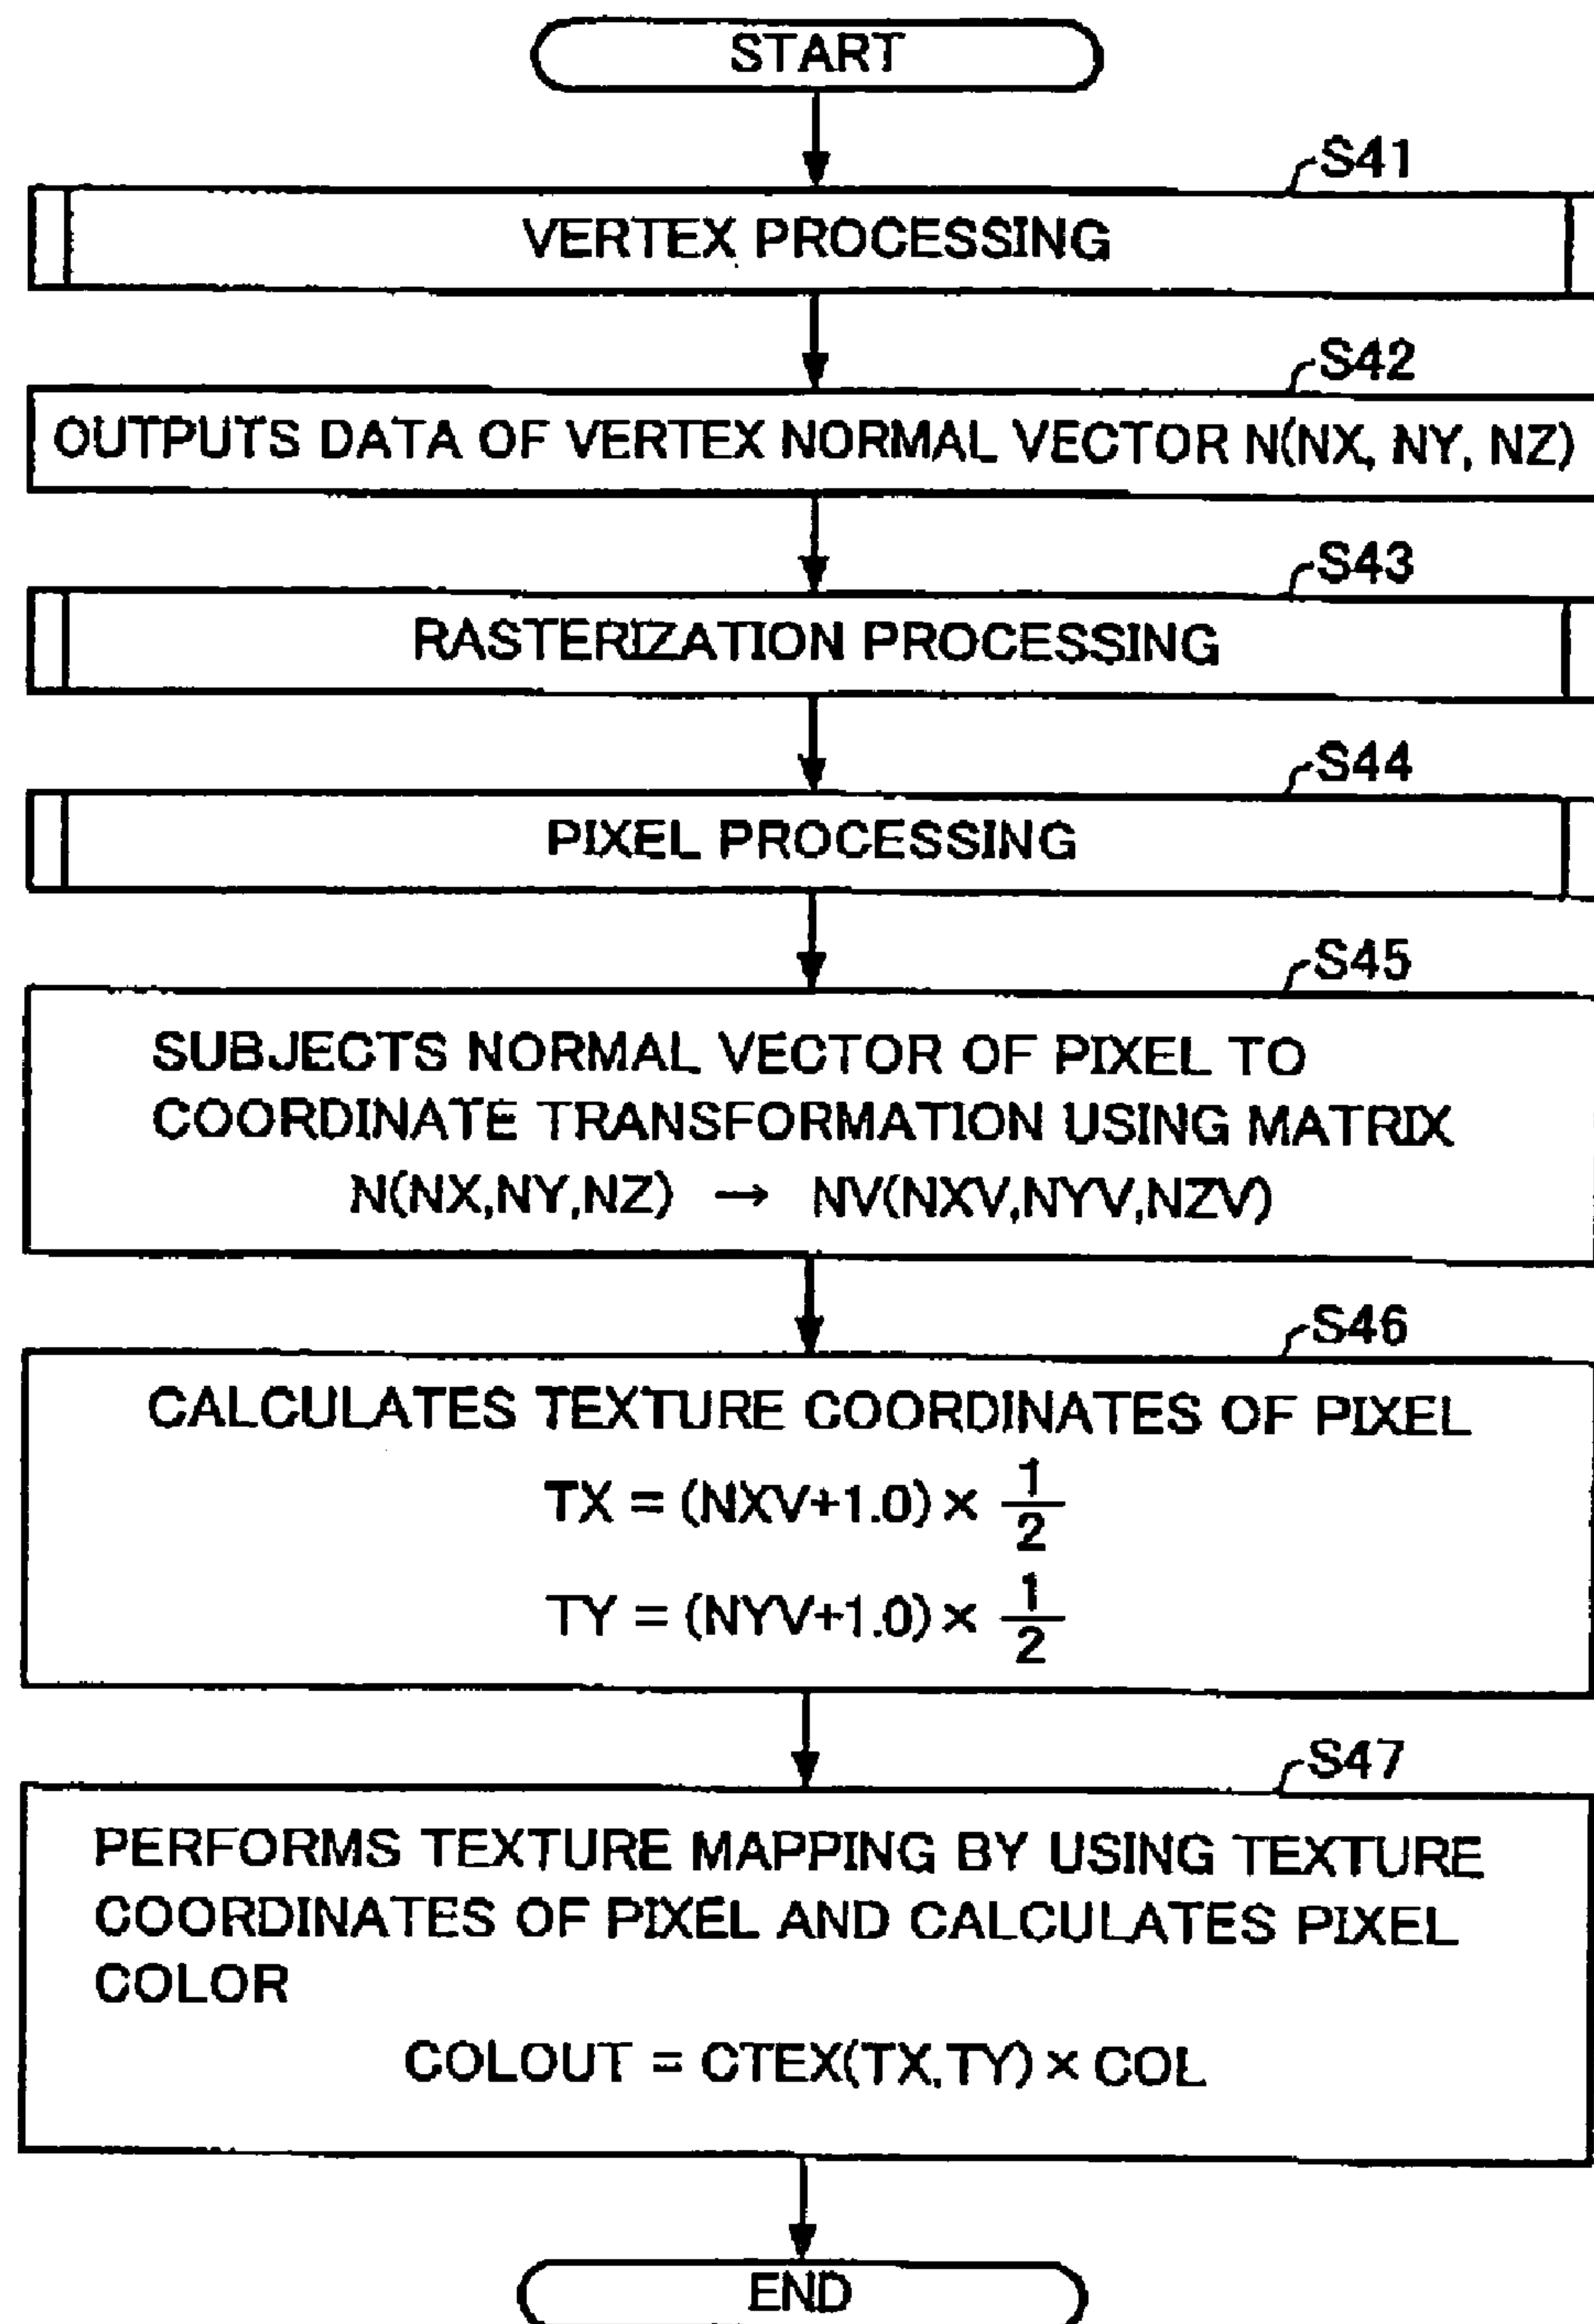 START
S41
VERTEX PROCESSING
S42
OUTPUTS DATA OF VERTEX NORMAL VECTOR N(NX, NY, NZ)
S43
RASTERIZATION PROCESSING
S44
PIXEL PROCESSING
S45
SUBJECTS NORMAL VECTOR OF PIXEL TO
COORDINATE TRANSFORMATION USING MATRIX
N(NX,NY,NZ) → NV(NXV,NYV,NZV)
S46
CALCULATES TEXTURE COORDINATES OF PIXEL
TX = (NXV+1.0) × 1/2
TY = (NYV+1.0) × 1/2
S47
PERFORMS TEXTURE MAPPING BY USING TEXTURE
COORDINATES OF PIXEL AND CALCULATES PIXEL
COLOR
COLOUT = CTEX(TX,TY) × COL
END